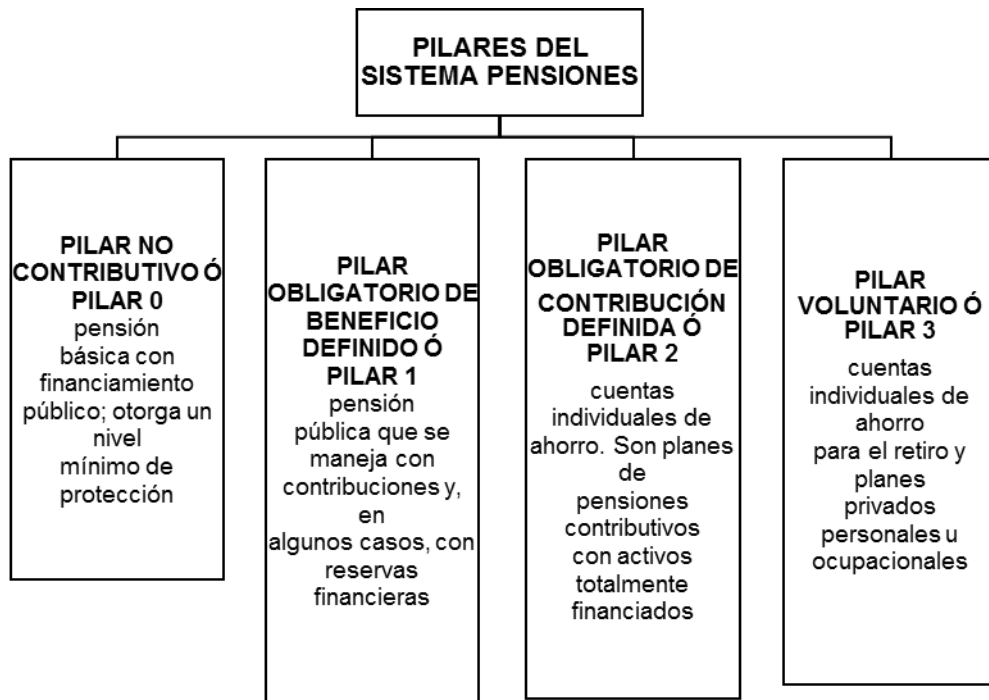 PILARES DEL
SISTEMA PENSIONES
PILAR NO
CONTRIBUTIVO Ó
PILAR 0
pensión
básica con
financiamiento
público; otorga un
nivel
mínimo de
protección
PILAR
OBLIGATORIO DE
BENEFICIO
DEFINIDO Ó
PILAR 1
pensión
pública que se
maneja con
contribuciones y,
en
algunos casos, con
reservas
financieras
PILAR
OBLIGATORIO DE
CONTRIBUCIÓN
DEFINIDA Ó
PILAR 2
cuentas
individuales de
ahorro. Son planes
de
pensiones
contributivos
con activos
totalmente
financiados
PILAR
VOLUNTARIO Ó
PILAR 3
cuentas
individuales de
ahorro
para el retiro y
planes
privados
personales u
ocupacionales